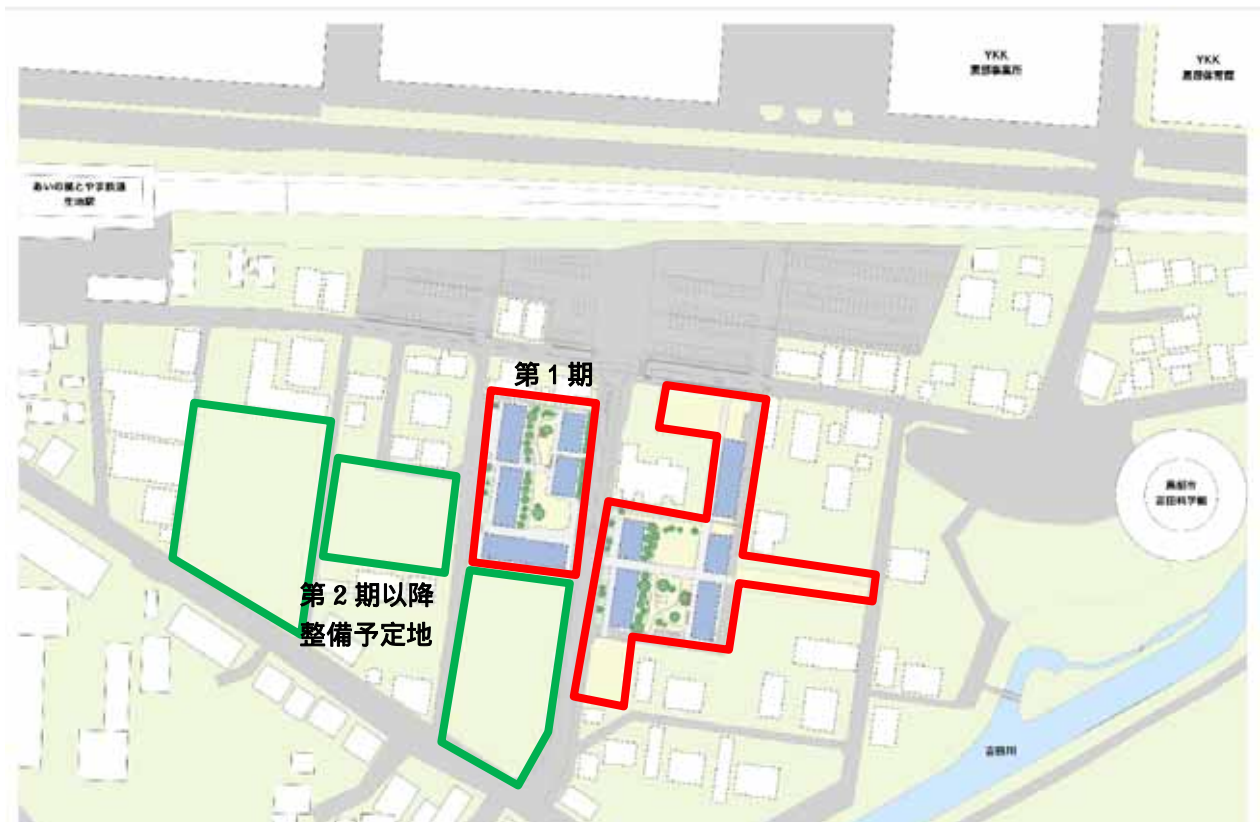 YKK
黒部事業所
YKK
黒部体育館
あいの風とやま鉄道
生地駅
第1期
黒部市
吉田科学館
第2期以降
整備予定地
吉田川